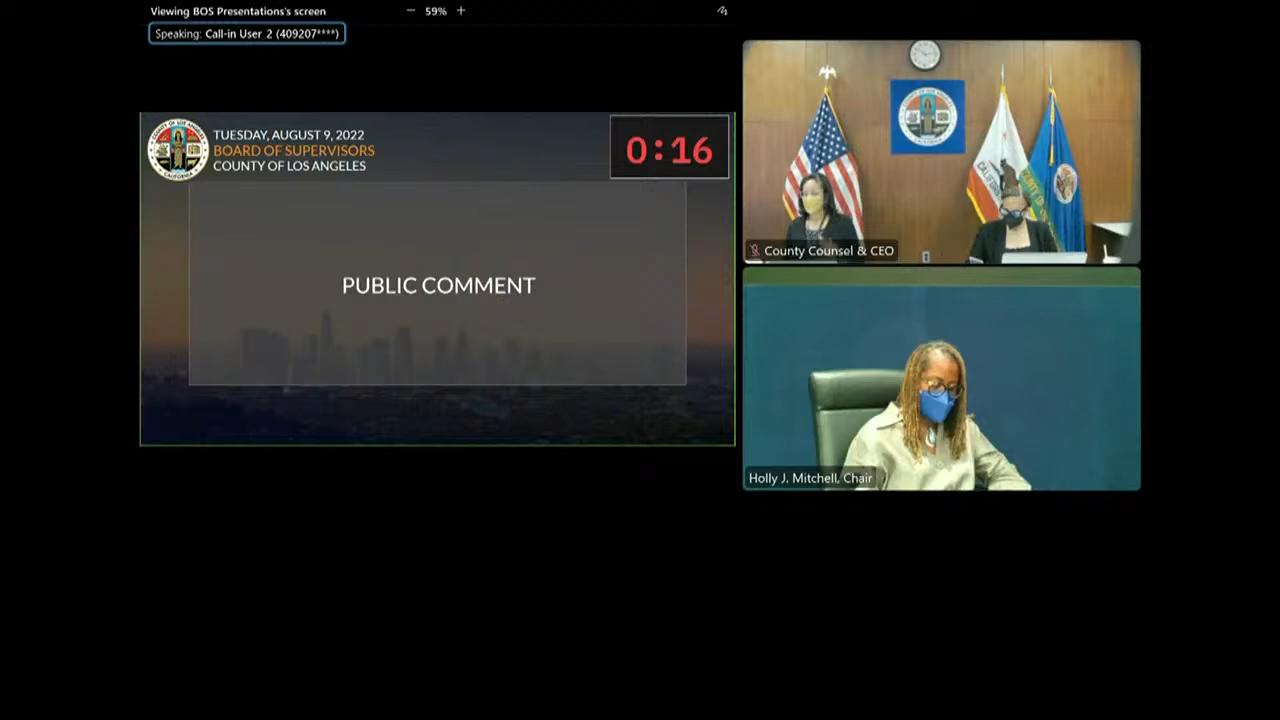 Viewing BOS Presentations's screen
59%
Speaking: Call-in User 2 (409207****)
TUESDAY, AUGUST 9, 2022
BOARD OF SUPERVISORS
COUNTY OF LOS ANGELES
0:16
PUBLIC COMMENT
CALIFORNIA
County Counsel & CEO
Holly J. Mitchell, Chair